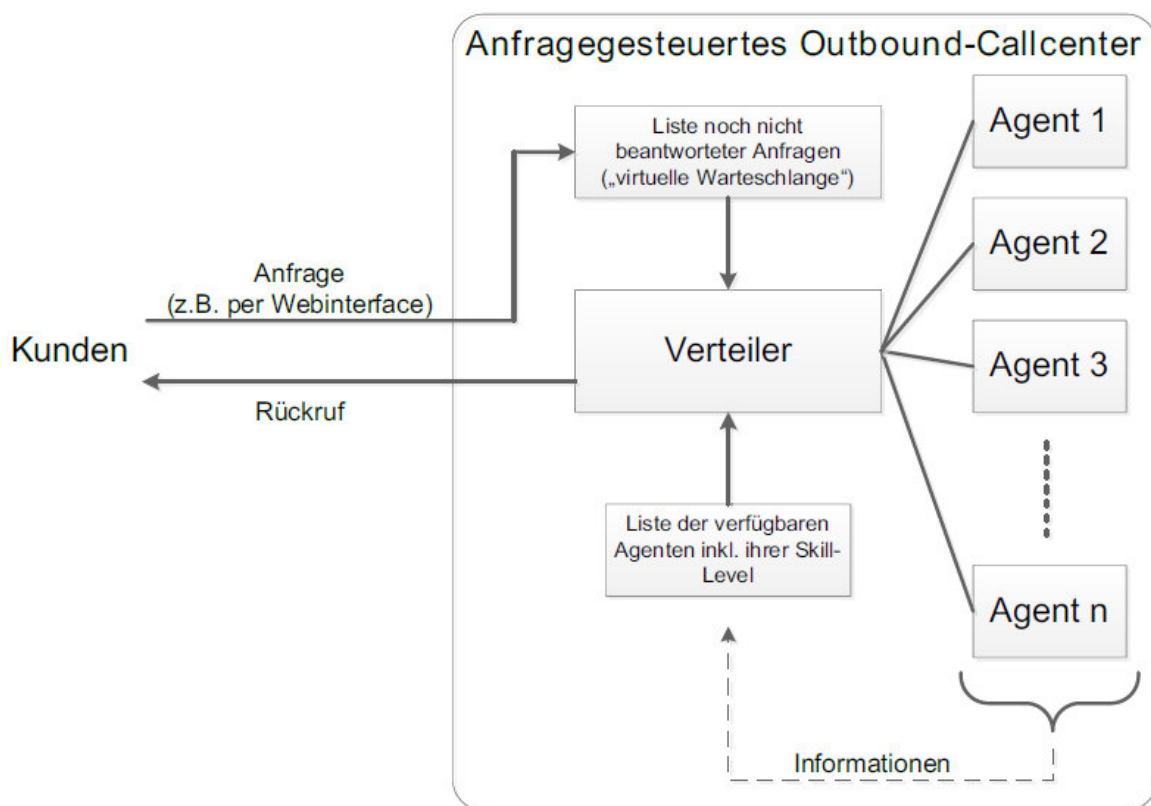 Anfragegesteuertes Outbound-Callcenter
Liste noch nicht
beantworteter Anfragen
(„virtuelle Warteschlange“)
Anfrage
(z.B. per Webinterface)
Kunden
Rückruf
Verteiler
Liste der verfügbaren
Agenten inkl. ihrer Skill-
Level
Agent 1
Agent 2
Agent 3
Agent n
Informationen